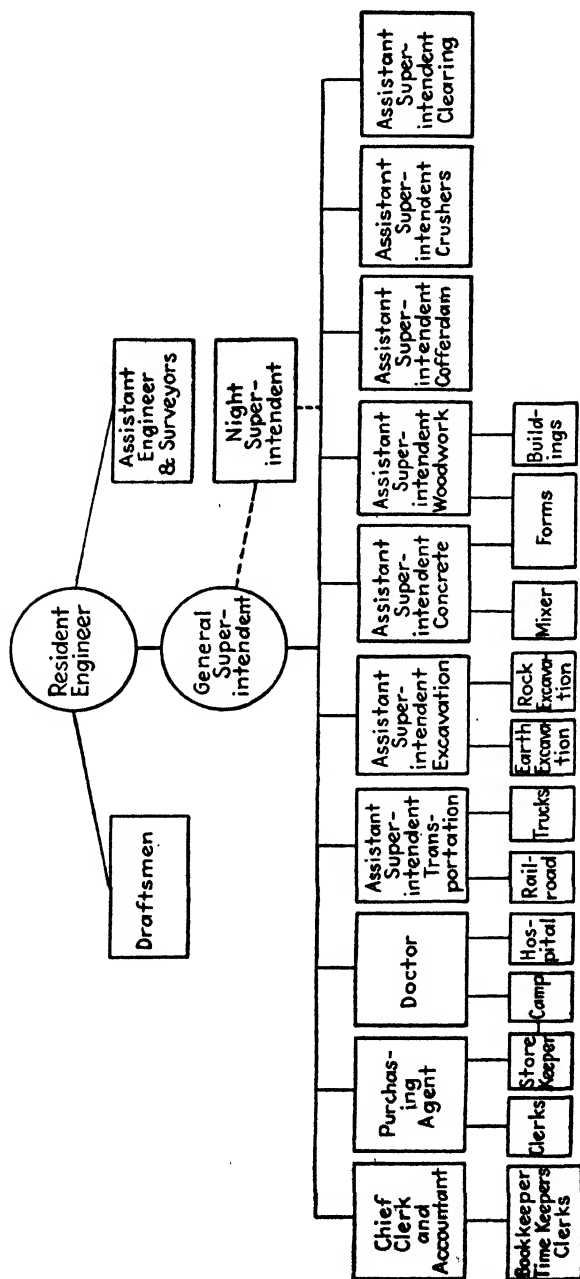 Resident
Engineer
Draftsmen
Assistant
Engineer
& Surveyors
General
Super-
intendent
Night
Super-
intendent
Chief
Clerk
and
Accountant
Purchas-
ing
Agent
Doctor
Assistant
Super-
intendent
Trans-
portation
Assistant
Super-
intendent
Excavation
Assistant
Super-
intendent
Concrete
Assistant
Super-
intendent
Woodwork
Assistant
Super-
intendent
Cofferdam
Assistant
Super-
intendent
Crushers
Assistant
Super-
intendent
Clearing
Bookkeeper
Time Keepers
Clerks
Clerks
Store
Keeper
Camp
Hos-
pital
Rail-
road
Trucks
Earth
Excava-
tion
Rock
Excava-
tion
Mixer
Forms
Build-
ings